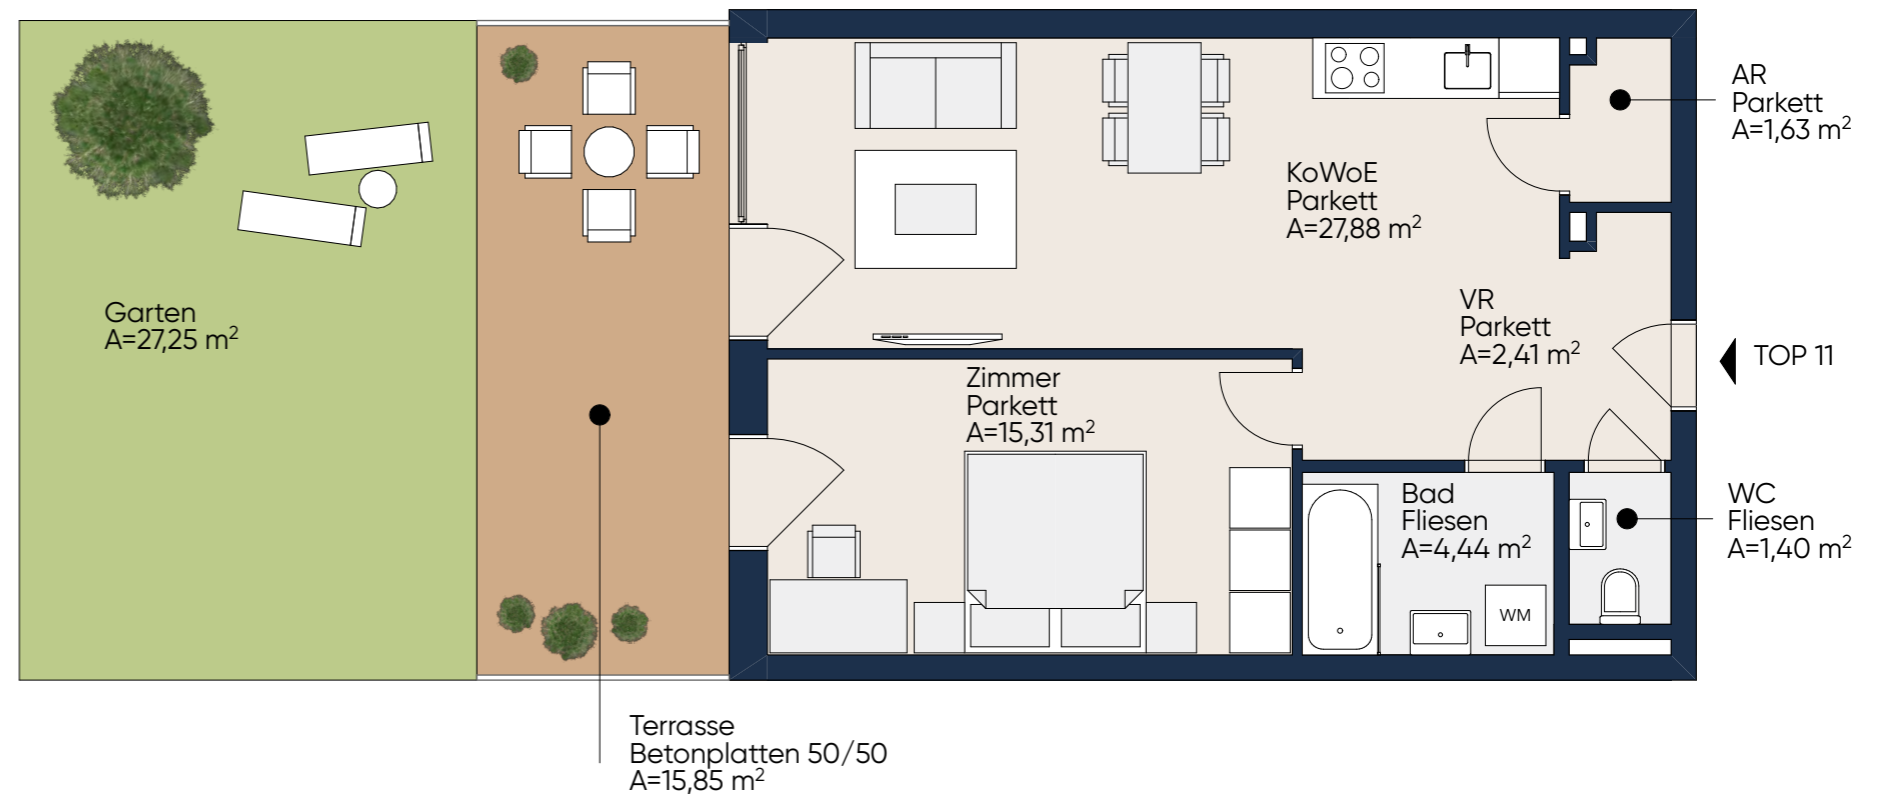 AR
Parkett
A=1,63 m²
KoWoE
Parkett
A=27,88 m²
Garten
A=27,25 m²
VR
Parkett
A=2,41 m²
TOP 11
Zimmer
Parkett
A=15,31 m²
Bad
Fliesen
A=4,44 m²
WC
Fliesen
A=1,40 m²
WM
Terrasse
Betonplatten 50/50
A=15,85 m²